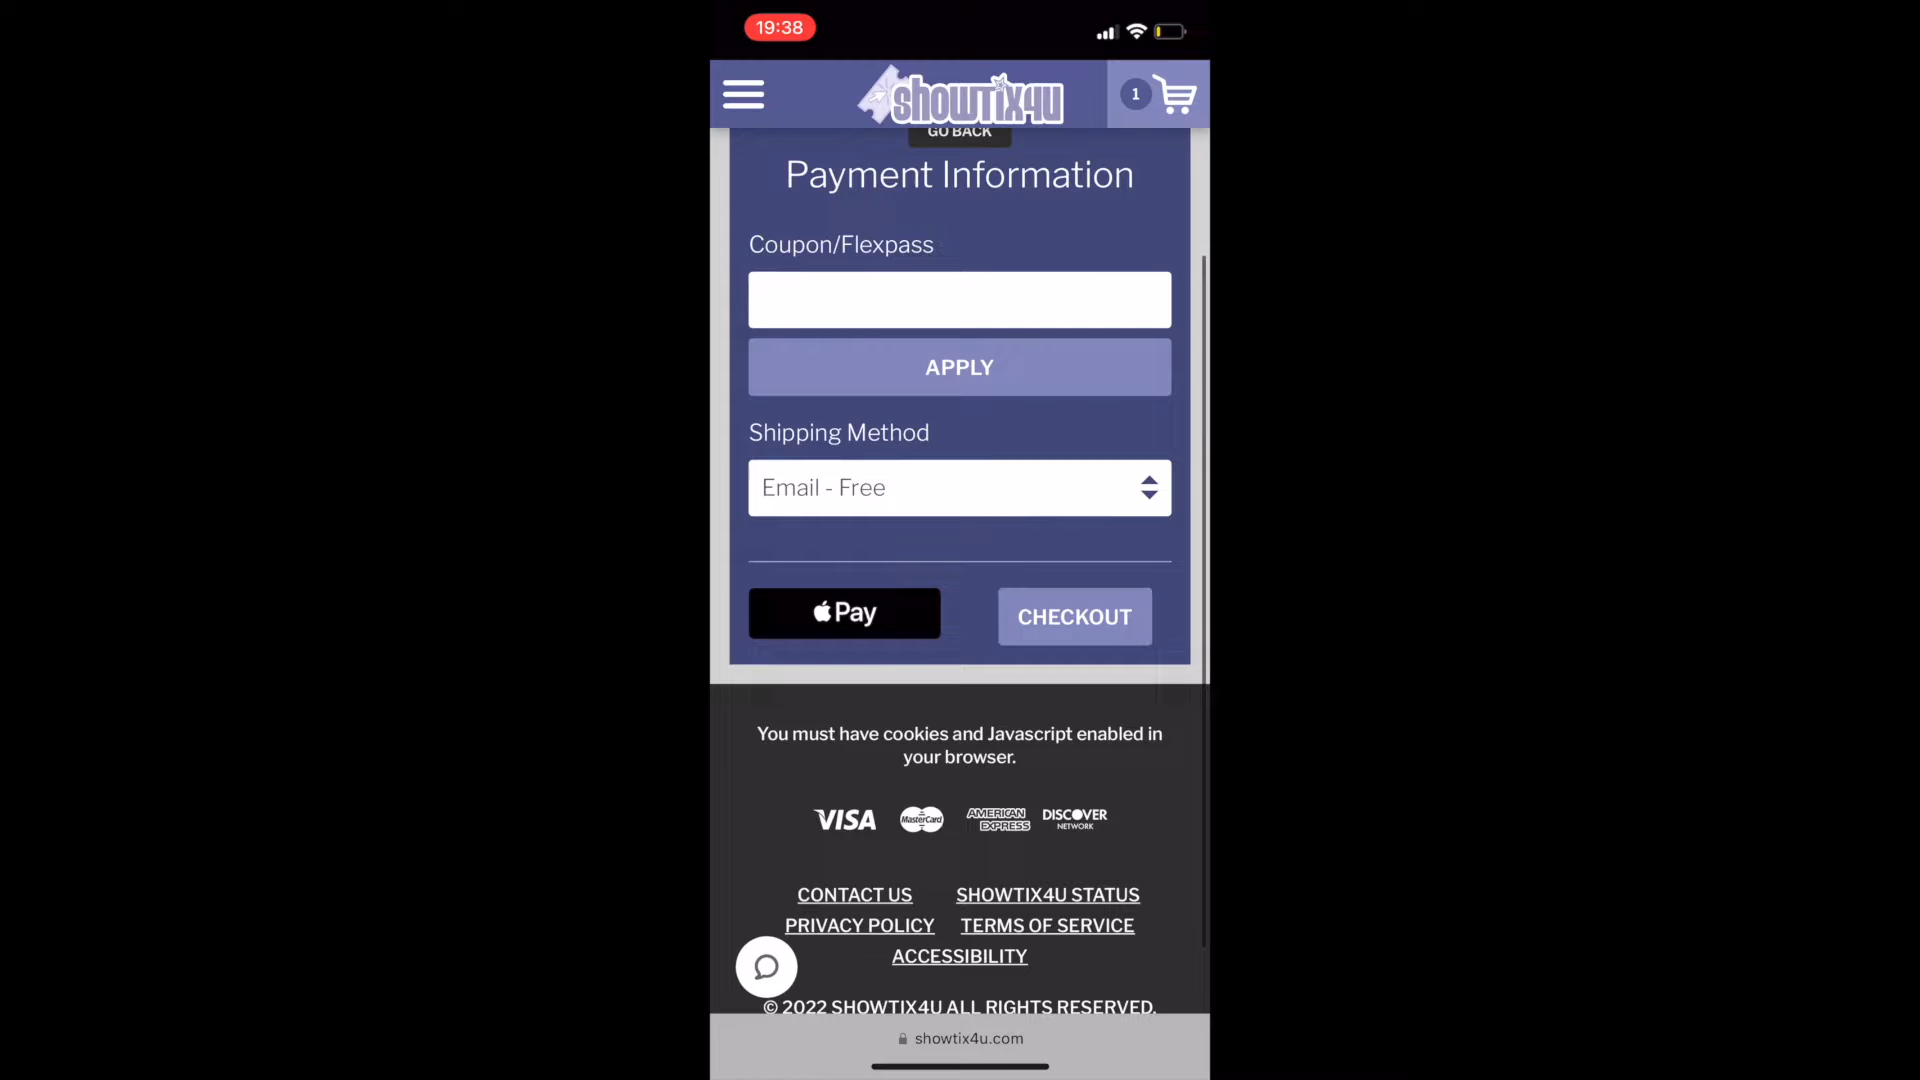 19:38
showtix4u
1
GO BACK
Payment Information
Coupon/Flexpass
APPLY
Shipping Method
Email - Free
Pay
CHECKOUT
You must have cookies and Javascript enabled in
your browser.
VISA MasterCard AMERICAN EXPRESS DISCOVER NETWORK
CONTACT US SHOWTIX4U STATUS
PRIVACY POLICY TERMS OF SERVICE
ACCESSIBILITY
© 2022 SHOWTIX4U ALL RIGHTS RESERVED.
showtix4u.com